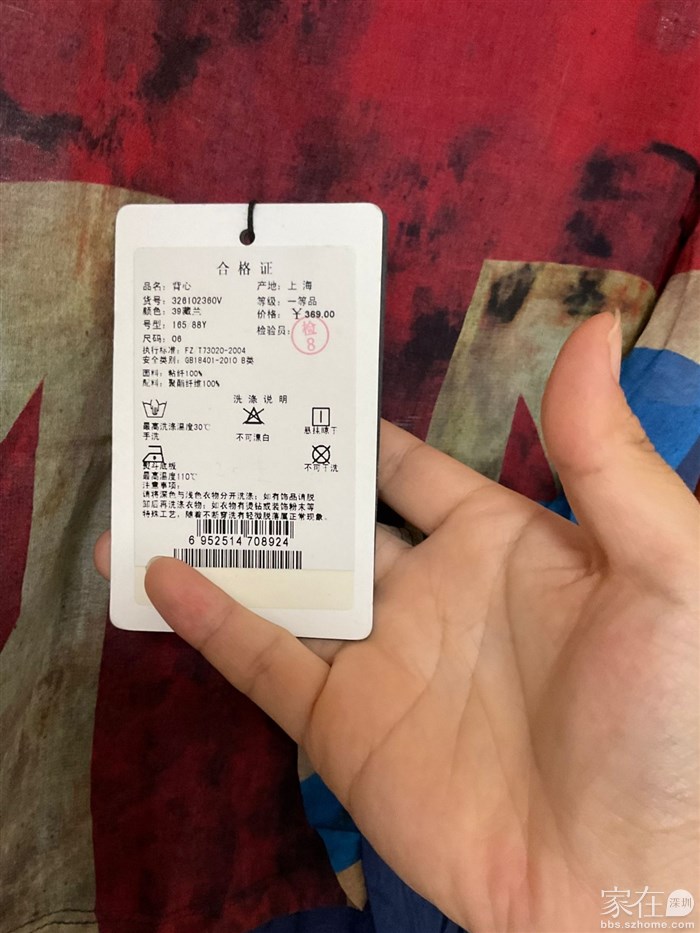 合格证
品名: 背心 产地: 上海
货号: 326102360V 等级: 一等品
颜色: 39藏兰 价格: ¥369.00
号型: 165 88Y 检验员: 检8
尺码: 06
执行标准: FZ T73020-2004
安全类别: GB18401-2010 B类
面料: 粘纤100%
配料: 聚酯纤维100%
洗涤说明
最高洗涤温度30℃ 不可漂白 悬挂晾干
手洗
熨斗底板 不可干洗
最高温度110℃
注意事项:
请将深色与浅色衣物分开洗涤; 如有饰品请脱
卸后再洗涤衣物; 如衣物有烫钻或装饰粉末等
特殊工艺, 随着不断穿洗有轻微脱落属正常现象。
6 952514 708924
家在深圳
bbs.szhome.com